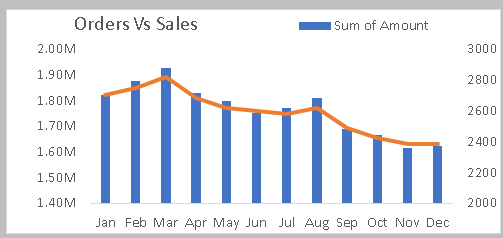 Orders Vs Sales
Sum of Amount
2.00M
1.90M
1.80M
1.70M
1.60M
1.50M
1.40M
3000
2800
2600
2400
2200
2000
Jan Feb Mar Apr May Jun Jul Aug Sep Oct Nov Dec